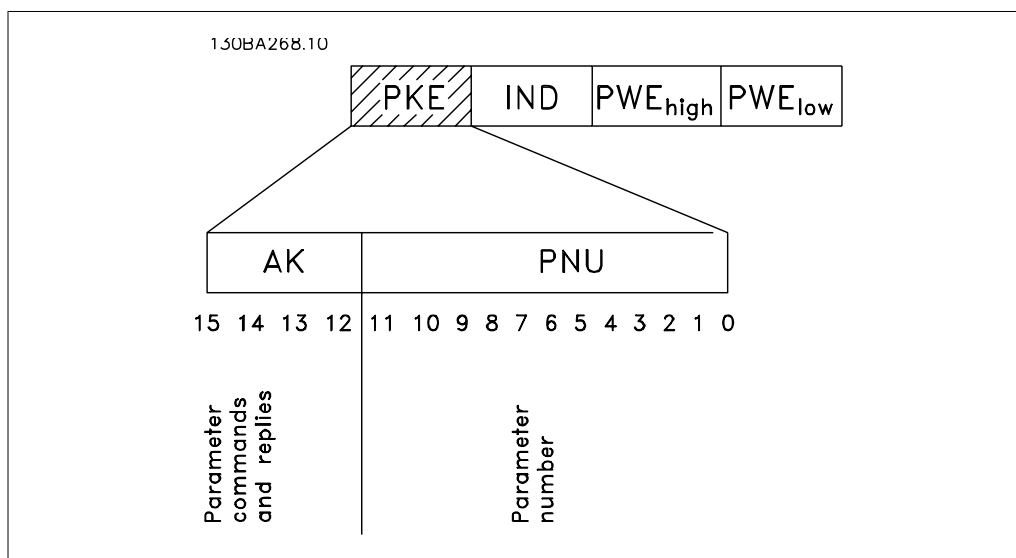 130BA268.10
PKE IND PWEhigh PWElow
AK PNU
15 14 13 12 11 10 9 8 7 6 5 4 3 2 1 0
Parameter
commands
and replies
Parameter
number